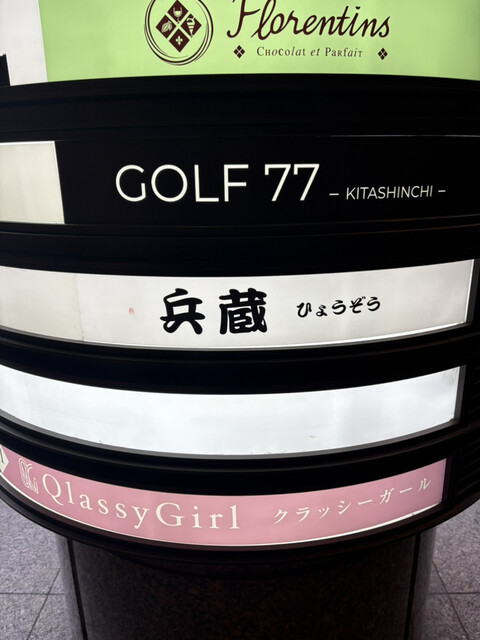 Florentins
Chocolat et Parfait
GOLF 77 – KITASHINCHI –
兵蔵 ひょうぞう
QG QlassyGirl クラッシーガール